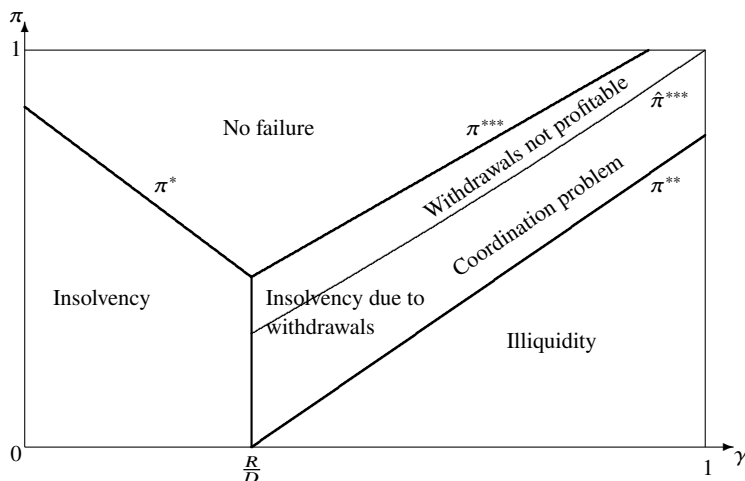 π
1
No failure
π***
Withdrawals not profitable
π̂***
π*
Coordination problem
π**
Insolvency
Insolvency due to
withdrawals
Illiquidity
0
R/D
1
γ